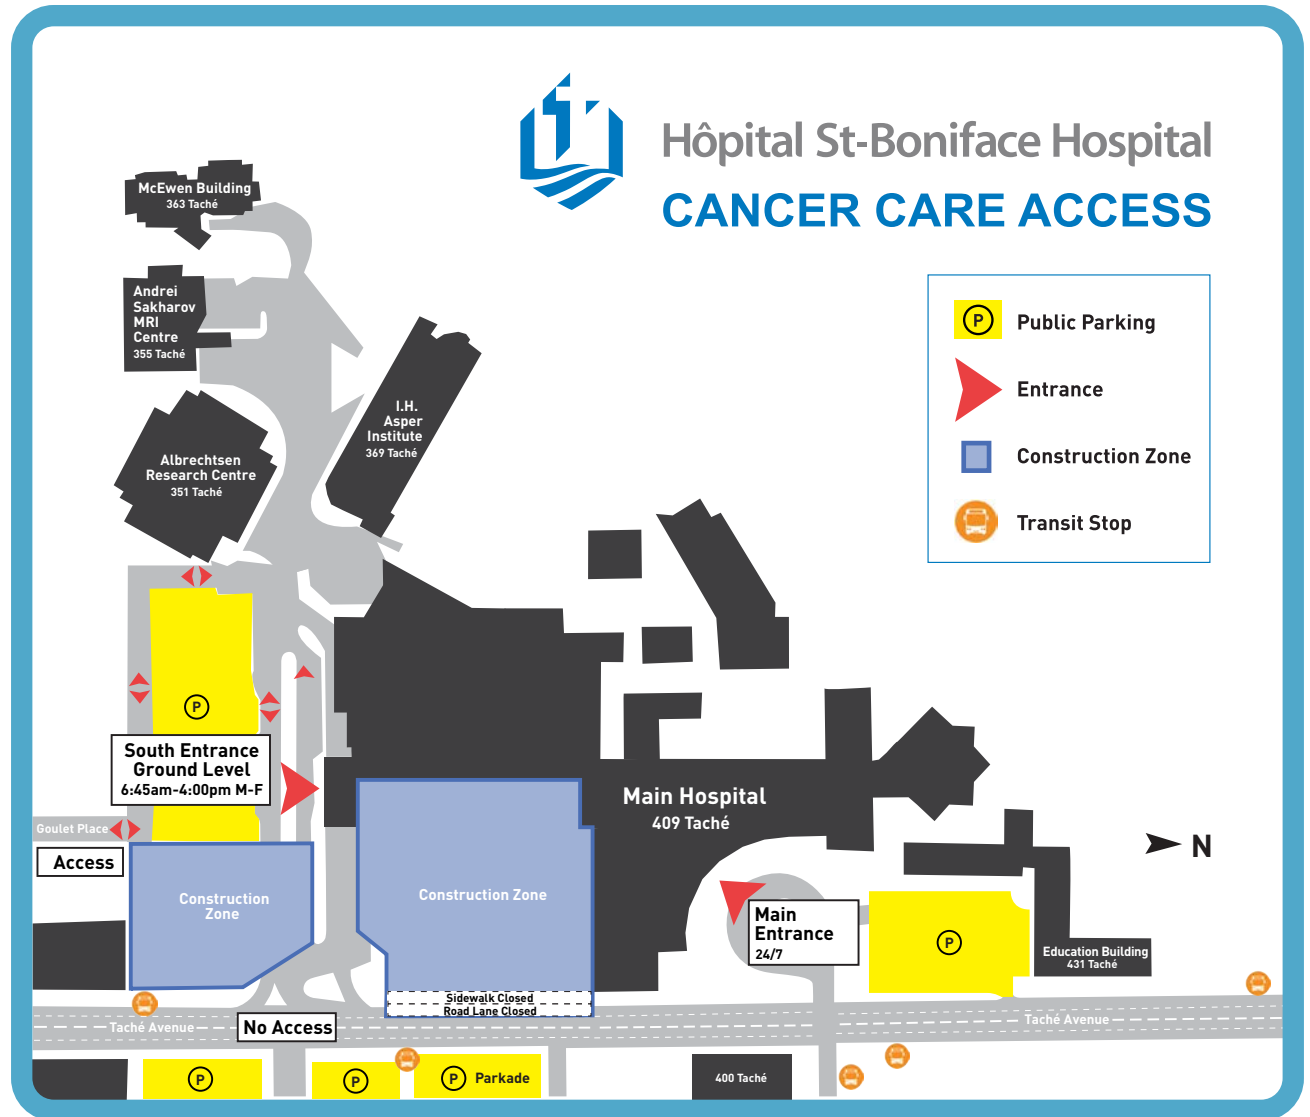 Hôpital St-Boniface Hospital
CANCER CARE ACCESS
P
Public Parking
Entrance
Construction Zone
Transit Stop
McEwen Building
363 Taché
Andrei
Sakharov
MRI
Centre
355 Taché
I.H.
Asper
Institute
369 Taché
Albrechtsen
Research Centre
351 Taché
P
South Entrance
Ground Level
6:45am-4:00pm M-F
Main Hospital
409 Taché
Goulet Place
Access
N
Construction
Zone
Construction Zone
Main
Entrance
24/7
P
Education Building
431 Taché
Sidewalk Closed
Road Lane Closed
Taché Avenue
No Access
Taché Avenue
P
P
P
Parkade
400 Taché